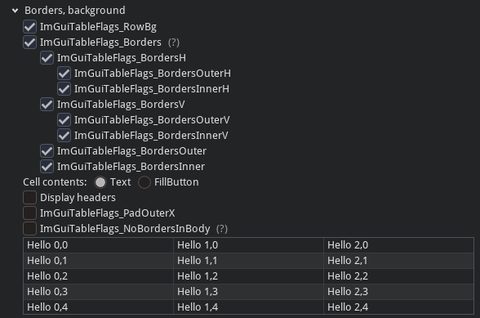 Borders, background
ImGuiTableFlags_RowBg
ImGuiTableFlags_Borders (?)
ImGuiTableFlags_BordersH
ImGuiTableFlags_BordersOuterH
ImGuiTableFlags_BordersInnerH
ImGuiTableFlags_BordersV
ImGuiTableFlags_BordersOuterV
ImGuiTableFlags_BordersInnerV
ImGuiTableFlags_BordersOuter
ImGuiTableFlags_BordersInner
Cell contents: Text FillButton
Display headers
ImGuiTableFlags_PadOuterX
ImGuiTableFlags_NoBordersInBody (?)
Hello 0,0 Hello 1,0 Hello 2,0
Hello 0,1 Hello 1,1 Hello 2,1
Hello 0,2 Hello 1,2 Hello 2,2
Hello 0,3 Hello 1,3 Hello 2,3
Hello 0,4 Hello 1,4 Hello 2,4